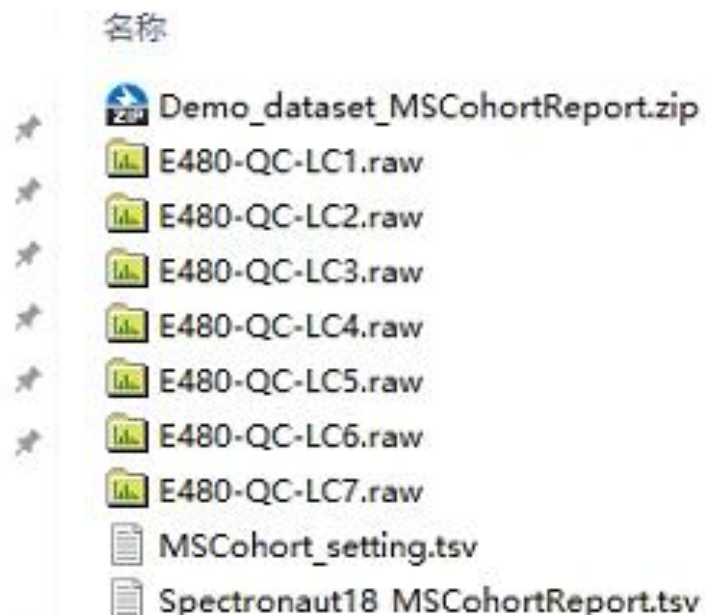 名称
Demo_dataset_MSCohortReport.zip
E480-QC-LC1.raw
E480-QC-LC2.raw
E480-QC-LC3.raw
E480-QC-LC4.raw
E480-QC-LC5.raw
E480-QC-LC6.raw
E480-QC-LC7.raw
MSCohort_setting.tsv
Spectronaut18_MSCohortReport.tsv